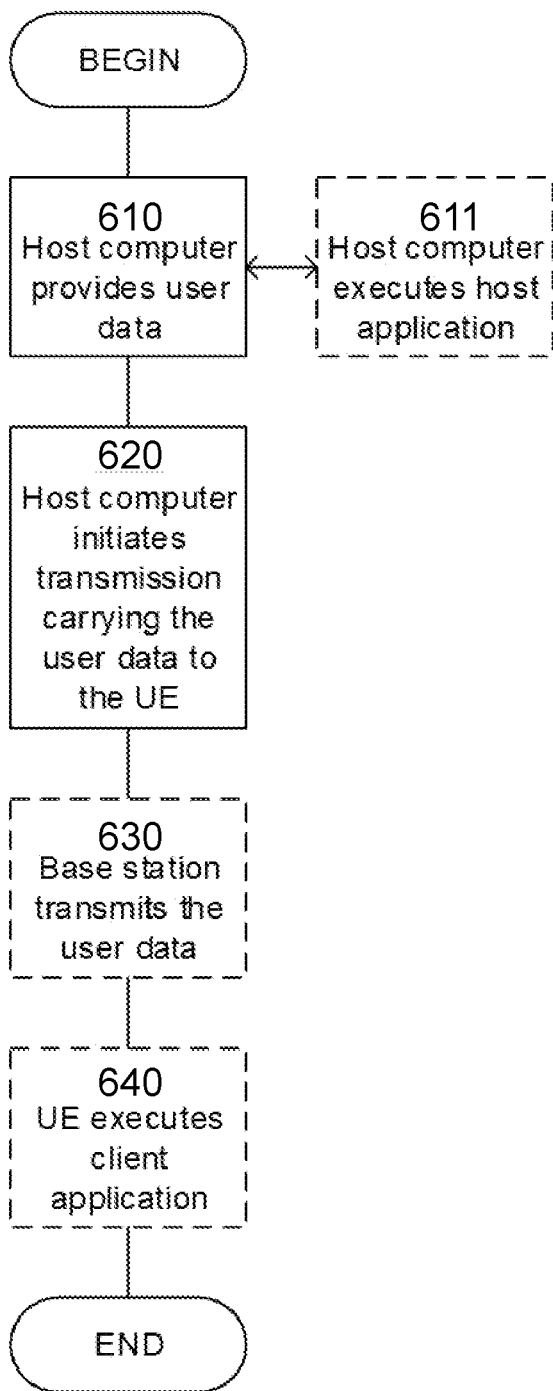 BEGIN
610
Host computer
provides user
data
611
Host computer
executes host
application
620
Host computer
initiates
transmission
carrying the
user data to
the UE
630
Base station
transmits the
user data
640
UE executes
client
application
END